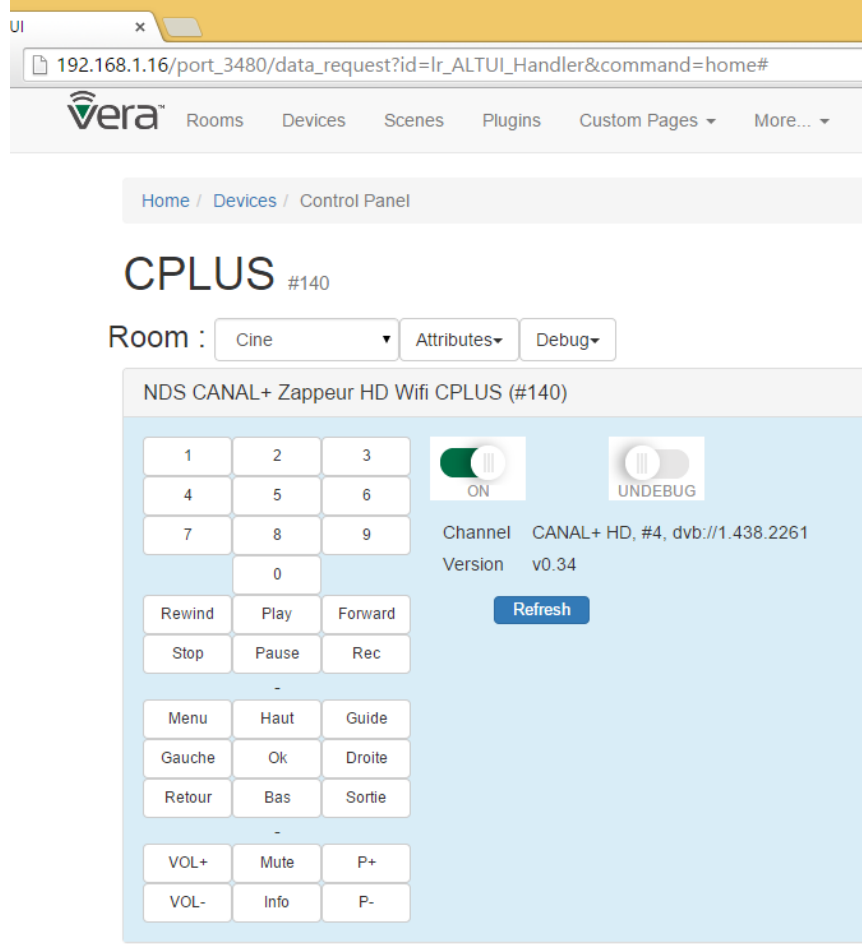 UI ×
192.168.1.16/port_3480/data_request?id=lr_ALTUI_Handler&command=home#
vera™ Rooms Devices Scenes Plugins Custom Pages More...
Home / Devices / Control Panel
CPLUS #140
Room : Cine Attributes Debug
NDS CANAL+ Zappeur HD Wifi CPLUS (#140)
1 2 3
4 5 6
7 8 9
0
Rewind Play Forward
Stop Pause Rec
-
Menu Haut Guide
Gauche Ok Droite
Retour Bas Sortie
-
VOL+ Mute P+
VOL- Info P-
ON UNDEBUG
Channel CANAL+ HD, #4, dvb://1.438.2261
Version v0.34
Refresh